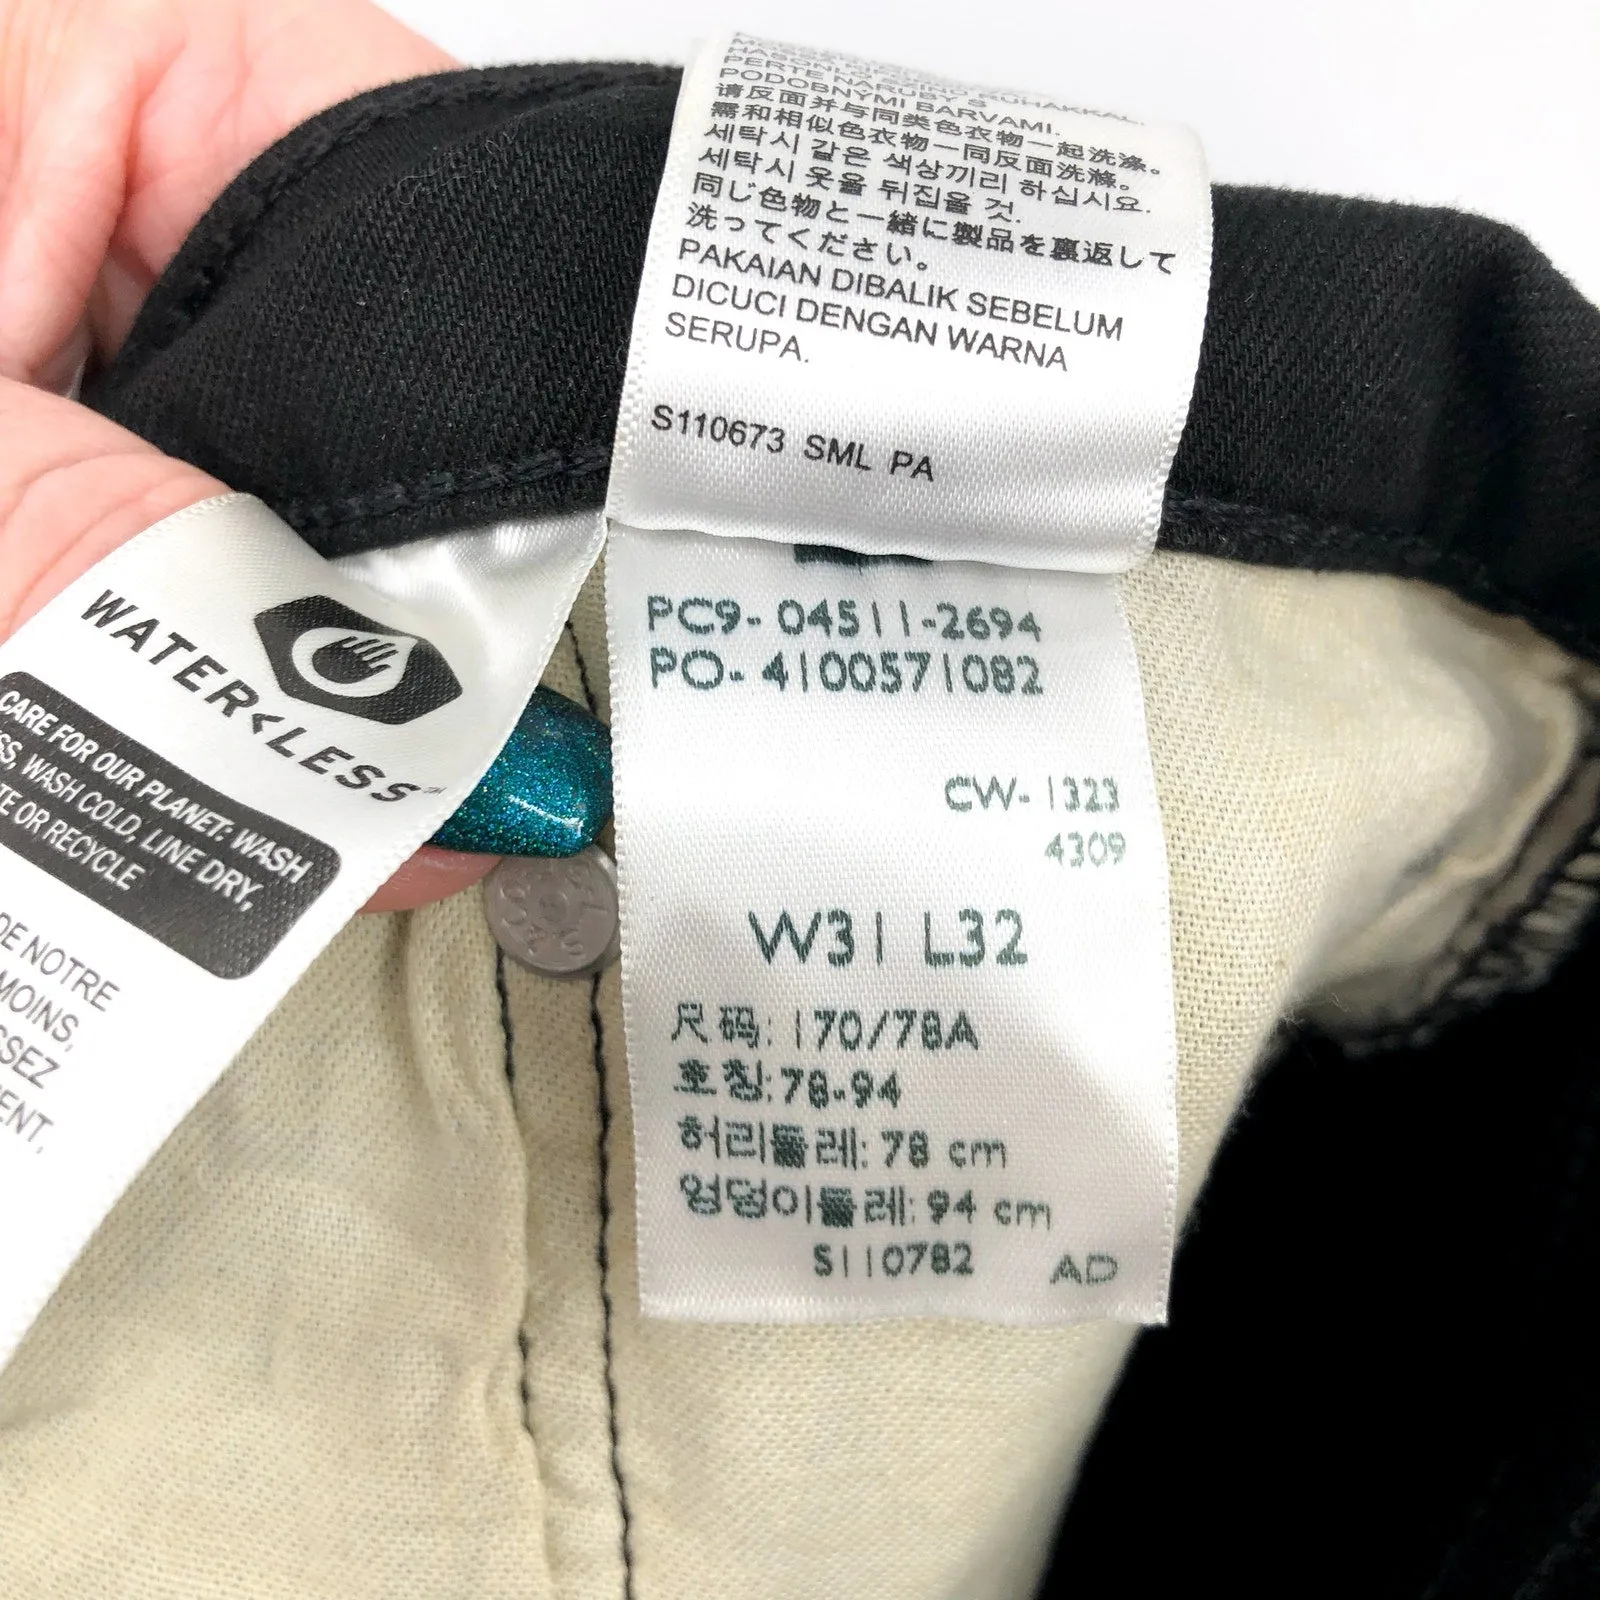 PODOBNYMI BARVAMI.
请反面并与同类色衣物一起洗涤。
需和相似色衣物一同反面洗滌。
세탁시 같은 색상끼리 하십시요.
세탁시 옷을 뒤집을 것.
同じ色物と一緒に製品を裏返して
洗ってください。
PAKAIAN DIBALIK SEBELUM
DICUCI DENGAN WARNA
SERUPA.
S110673 SML PA
WATER<LESS™
CARE FOR OUR PLANET: WASH
WASH COLD, LINE DRY,
OR RECYCLE
DE NOTRE
MOINS,
PC9-04511-2694
PO-4100571082
CW-1323
4309
W31 L32
尺码: 170/78A
호칭: 78-94
허리둘레: 78 cm
엉덩이둘레: 94 cm
S110782 AD